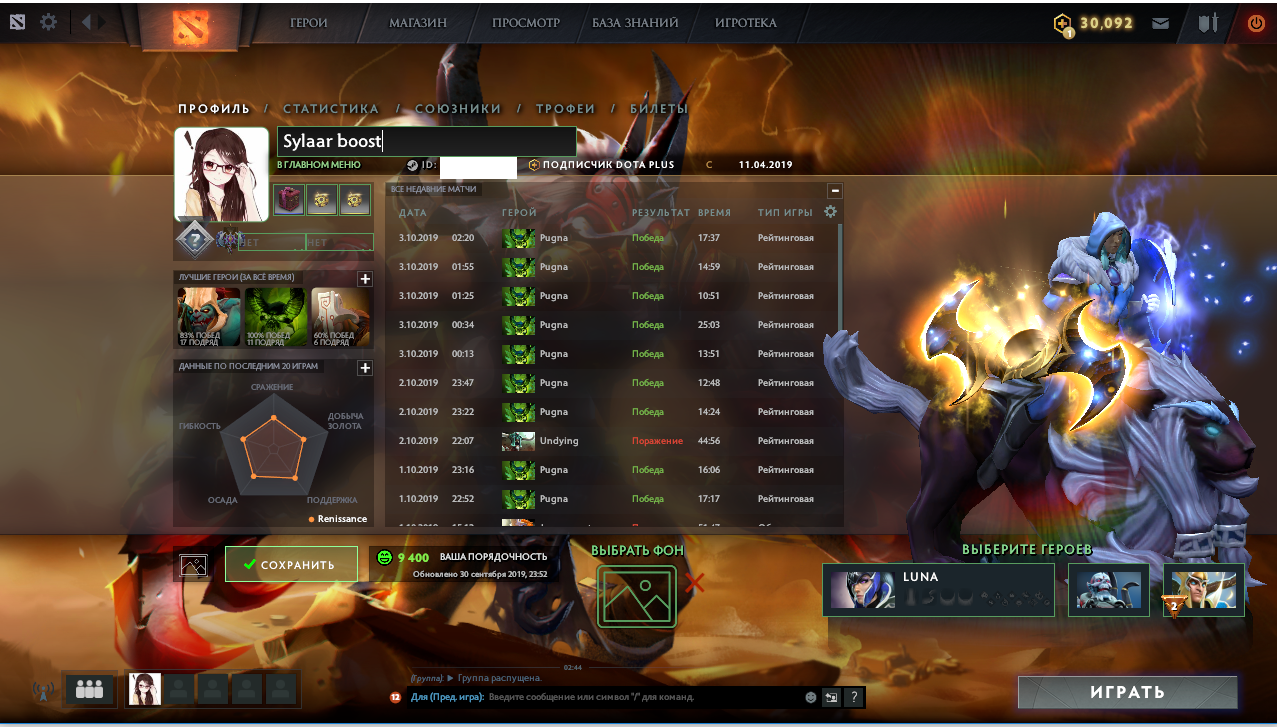 ГЕРОИ МАГАЗИН ПРОСМОТР БАЗА ЗНАНИЙ ИГРОТЕКА 1 30,092
ПРОФИЛЬ / СТАТИСТИКА / СОЮЗНИКИ / ТРОФЕИ / БИЛЕТЫ
Sylaar boost
В ГЛАВНОМ МЕНЮ ID: ПОДПИСЧИК DOTA PLUS С 11.04.2019
ВСЕ НЕДАВНИЕ МАТЧИ
ДАТА ГЕРОЙ РЕЗУЛЬТАТ ВРЕМЯ ТИП ИГРЫ
3.10.2019 02:20 Pugna Победа 17:37 Рейтинговая
3.10.2019 01:55 Pugna Победа 14:59 Рейтинговая
3.10.2019 01:25 Pugna Победа 10:51 Рейтинговая
3.10.2019 00:34 Pugna Победа 25:03 Рейтинговая
3.10.2019 00:13 Pugna Победа 13:51 Рейтинговая
2.10.2019 23:47 Pugna Победа 12:48 Рейтинговая
2.10.2019 23:22 Pugna Победа 14:24 Рейтинговая
2.10.2019 22:07 Undying Поражение 44:56 Рейтинговая
1.10.2019 23:16 Pugna Победа 16:06 Рейтинговая
1.10.2019 22:52 Pugna Победа 17:17 Рейтинговая
?
НЕТ НЕТ
ЛУЧШИЕ ГЕРОИ (ЗА ВСЁ ВРЕМЯ)
83% ПОБЕД 100% ПОБЕД 60% ПОБЕД
17 ПОДРЯД 11 ПОДРЯД 6 ПОДРЯД
ДАННЫЕ ПО ПОСЛЕДНИМ 20 ИГРАМ
СРАЖЕНИЕ
ДОБЫЧА
ЗОЛОТА
ГИБКОСТЬ
ОСАДА ПОДДЕРЖКА
Renissance
СОХРАНИТЬ
9 400 ВАША ПОРЯДОЧНОСТЬ
Обновлено 30 сентября 2019, 23:52
ВЫБРАТЬ ФОН
ВЫБЕРИТЕ ГЕРОЕВ
LUNA
2
02:44
(Группа): Группа распущена.
12 Для (Пред. игра): Введите сообщение или символ "/" для команд. ?
ИГРАТЬ